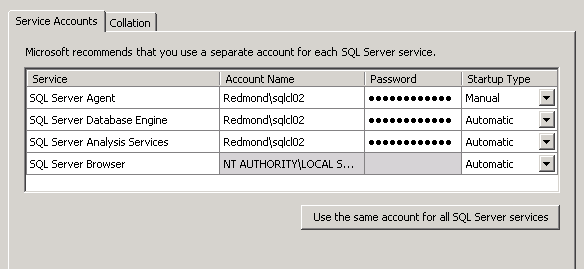 Service Accounts Collation
Microsoft recommends that you use a separate account for each SQL Server service.
Service Account Name Password Startup Type
SQL Server Agent Redmond\sqlcl02 ●●●●●●●●●●●● Manual
SQL Server Database Engine Redmond\sqlcl02 ●●●●●●●●●●●● Automatic
SQL Server Analysis Services Redmond\sqlcl02 ●●●●●●●●●●●● Automatic
SQL Server Browser NT AUTHORITY\LOCAL S... Automatic
Use the same account for all SQL Server services